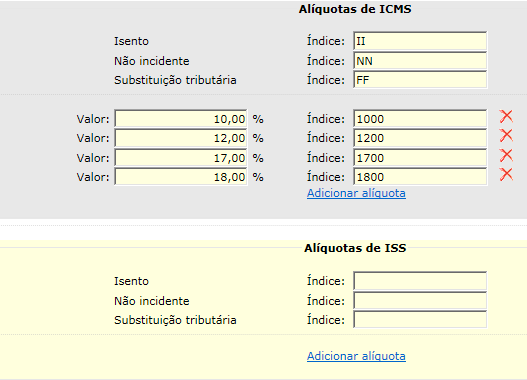 Alíquotas de ICMS
Isento Índice: II
Não incidente Índice: NN
Substituição tributária Índice: FF
Valor: 10,00 % Índice: 1000
Valor: 12,00 % Índice: 1200
Valor: 17,00 % Índice: 1700
Valor: 18,00 % Índice: 1800
Adicionar alíquota
Alíquotas de ISS
Isento Índice:
Não incidente Índice:
Substituição tributária Índice:
Adicionar alíquota